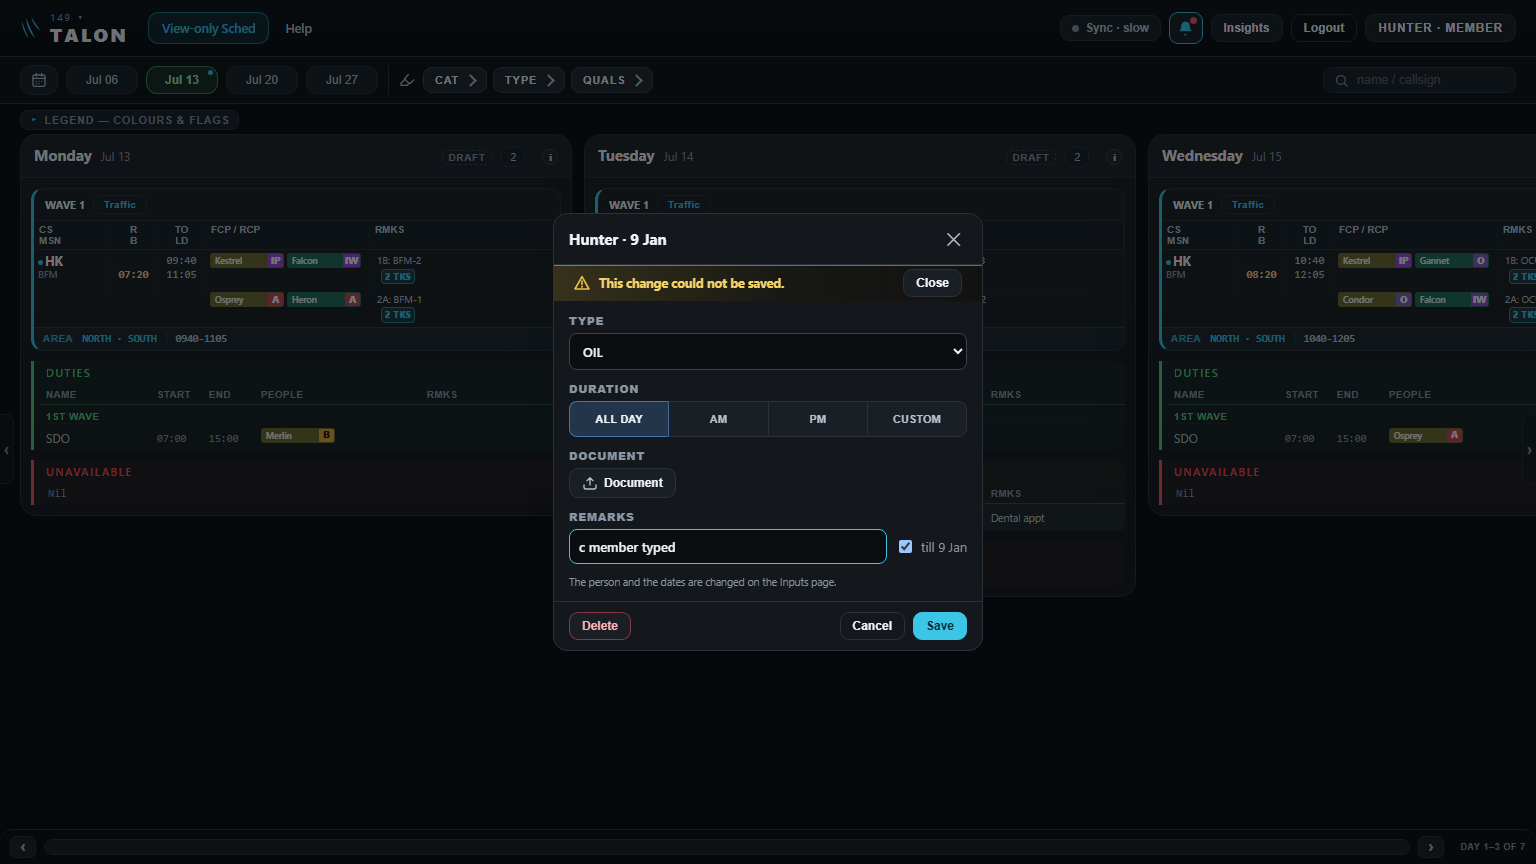 149
TALON
View-only Sched
Help
Sync · slow
Insights
Logout
HUNTER · MEMBER
Jul 06
Jul 13
Jul 20
Jul 27
CAT
TYPE
QUALS
name / callsign
LEGEND — COLOURS & FLAGS
Monday Jul 13
DRAFT 2 i
WAVE 1 Traffic
CS MSN R B TO LD FCP / RCP RMKS
HK 09:40 Kestrel IP Falcon IW 1B: BFM-2
BFM 07:20 11:05 2 TKS
Osprey A Heron A 2A: BFM-1
2 TKS
AREA NORTH · SOUTH 0940-1105
DUTIES
NAME START END PEOPLE RMKS
1ST WAVE
SDO 07:00 15:00 Merlin B
UNAVAILABLE
Nil
Tuesday Jul 14
DRAFT 2 i
WAVE 1 Traffic
RMKS
RMKS
Dental appt
Wednesday Jul 15
WAVE 1 Traffic
CS MSN R B TO LD FCP / RCP RMKS
HK 10:40 Kestrel IP Gannet O 1B: OCU
BFM 08:20 12:05 2 TKS
Condor O Falcon IW 2A: OC
2 TKS
AREA NORTH · SOUTH 1040-1205
DUTIES
NAME START END PEOPLE
1ST WAVE
SDO 07:00 15:00 Osprey A
UNAVAILABLE
Nil
Hunter · 9 Jan
This change could not be saved.
Close
TYPE
OIL
DURATION
ALL DAY AM PM CUSTOM
DOCUMENT
Document
REMARKS
c member typed
till 9 Jan
The person and the dates are changed on the Inputs page.
Delete
Cancel
Save
DAY 1–3 OF 7